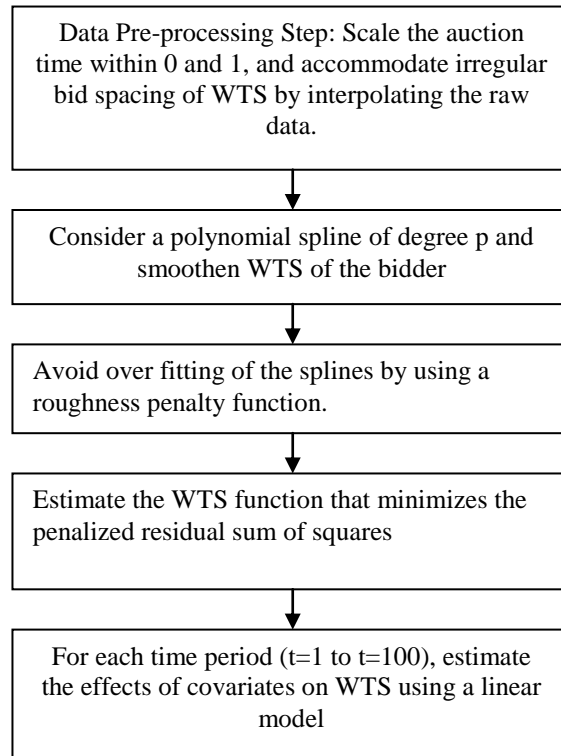 Data Pre-processing Step: Scale the auction
time within 0 and 1, and accommodate irregular
bid spacing of WTS by interpolating the raw
data.
Consider a polynomial spline of degree p and
smoothen WTS of the bidder
Avoid over fitting of the splines by using a
roughness penalty function.
Estimate the WTS function that minimizes the
penalized residual sum of squares
For each time period (t=1 to t=100), estimate
the effects of covariates on WTS using a linear
model